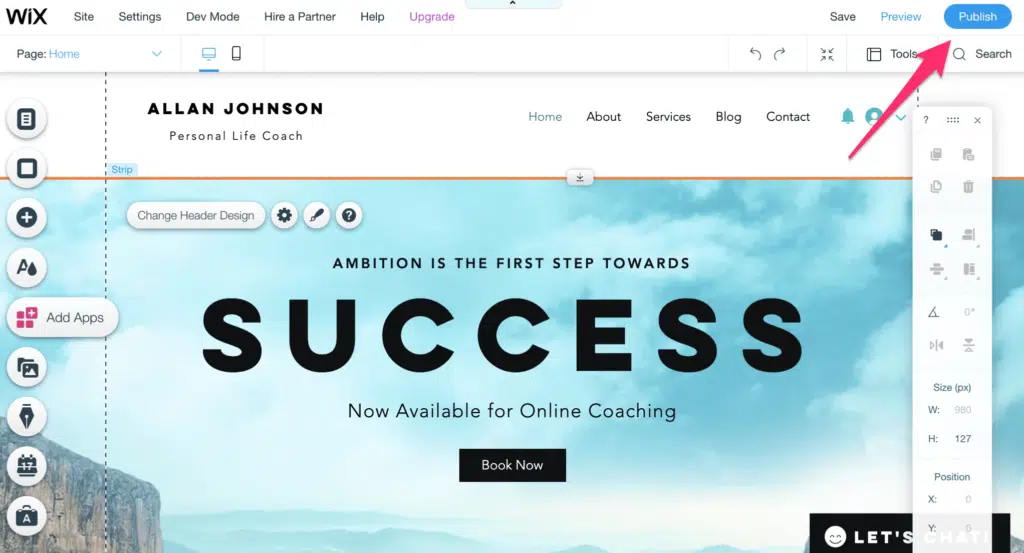 WiX Site Settings Dev Mode Hire a Partner Help Upgrade Save Preview Publish
Page: Home Tools Search
ALLAN JOHNSON
Personal Life Coach
Home About Services Blog Contact
?
Strip
Change Header Design ?
AMBITION IS THE FIRST STEP TOWARDS
SUCCESS
Now Available for Online Coaching
Book Now
A
Add Apps
17
A
0°
Size (px)
W: 980
H: 127
Position
X: 0
Y: 0
LET'S CHAT!